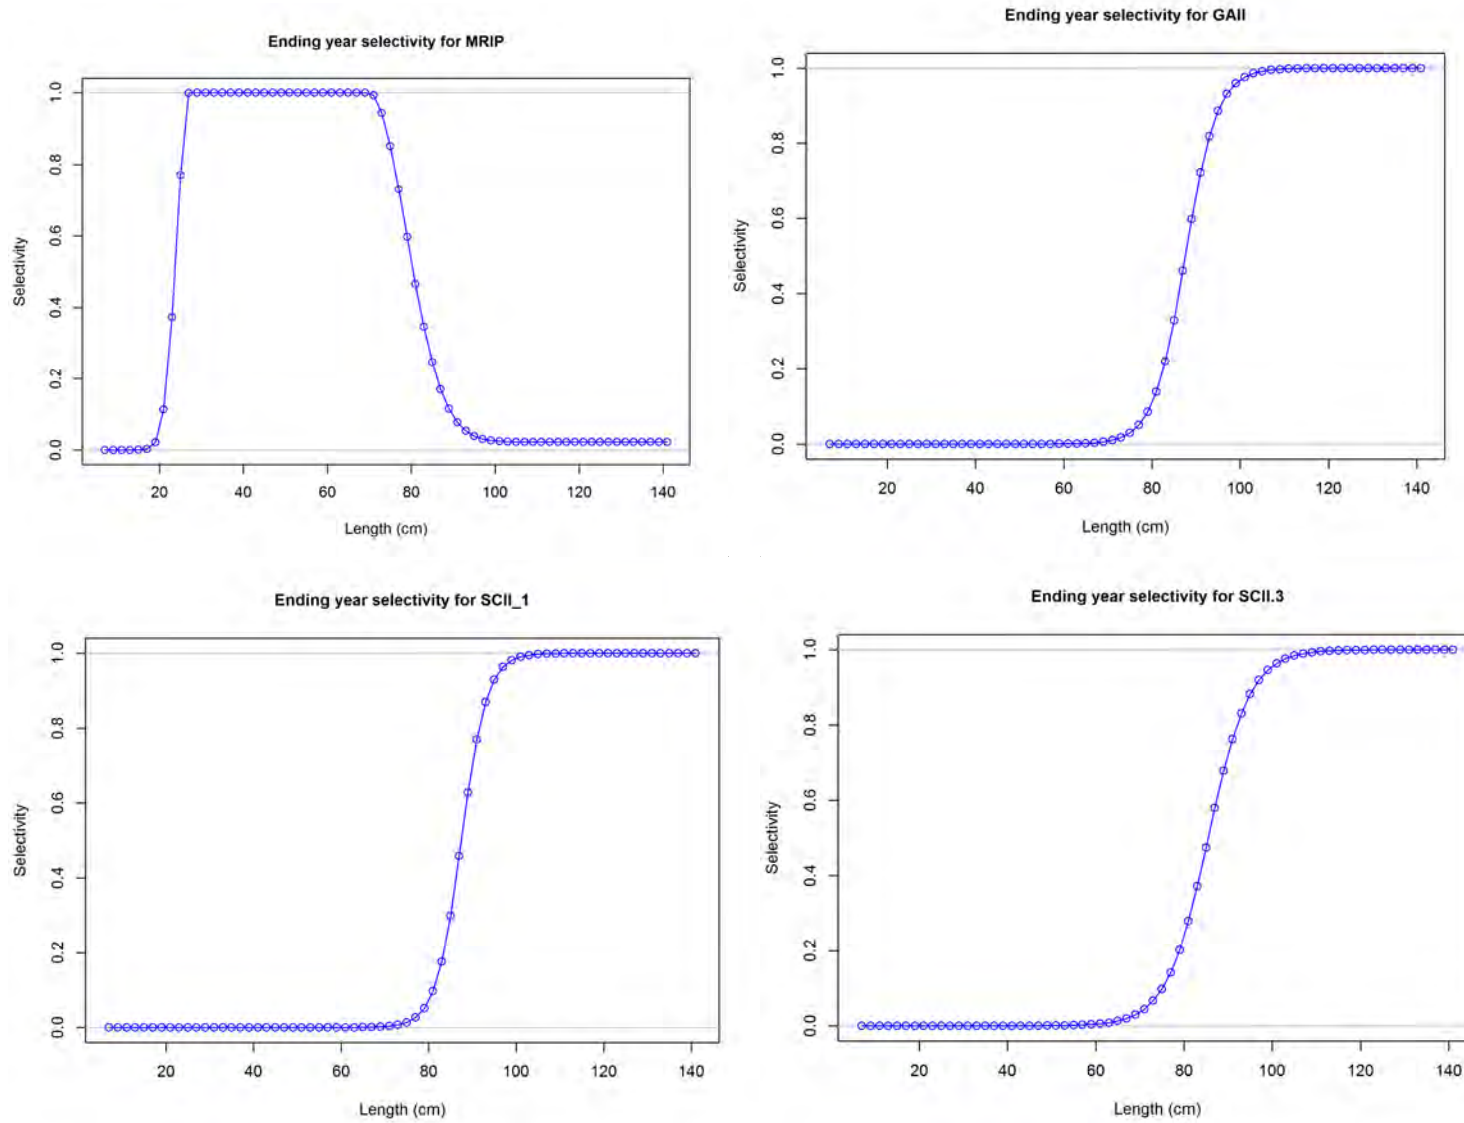 Ending year selectivity for MRIP
Selectivity
0.0 0.2 0.4 0.6 0.8 1.0
20 40 60 80 100 120 140
Length (cm)
Ending year selectivity for GAII
Selectivity
0.0 0.2 0.4 0.6 0.8 1.0
20 40 60 80 100 120 140
Length (cm)
Ending year selectivity for SCII_1
Selectivity
0.0 0.2 0.4 0.6 0.8 1.0
20 40 60 80 100 120 140
Length (cm)
Ending year selectivity for SCII.3
Selectivity
0.0 0.2 0.4 0.6 0.8 1.0
20 40 60 80 100 120 140
Length (cm)